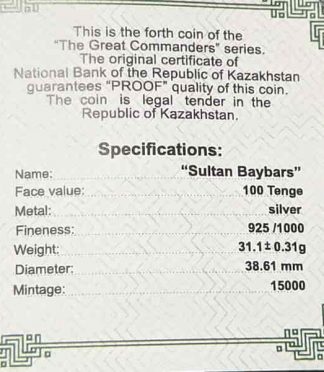 This is the forth coin of the
"The Great Commanders" series.
The original certificate of
National Bank of the Republic of Kazakhstan
guarantees "PROOF" quality of this coin.
The coin is legal tender in the
Republic of Kazakhstan.
Specifications:
Name: "Sultan Baybars"
Face value: 100 Tenge
Metal: silver
Fineness: 925 /1000
Weight: 31.1± 0.31g
Diameter: 38.61 mm
Mintage: 15000